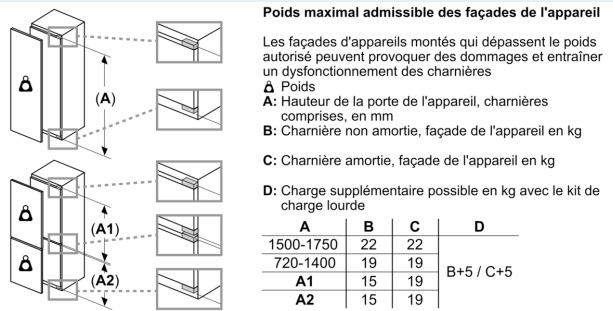 Poids maximal admissible des façades de l'appareil
Les façades d'appareils montés qui dépassent le poids
autorisé peuvent provoquer des dommages et entraîner
un dysfonctionnement des charnières
Poids
A: Hauteur de la porte de l'appareil, charnières
comprises, en mm
B: Charnière non amortie, façade de l'appareil en kg
C: Charnière amortie, façade de l'appareil en kg
D: Charge supplémentaire possible en kg avec le kit de
charge lourde
A B C D
1500-1750 22 22
720-1400 19 19
B+5 / C+5
A1 15 19
A2 15 19
(A)
(A1)
(A2)